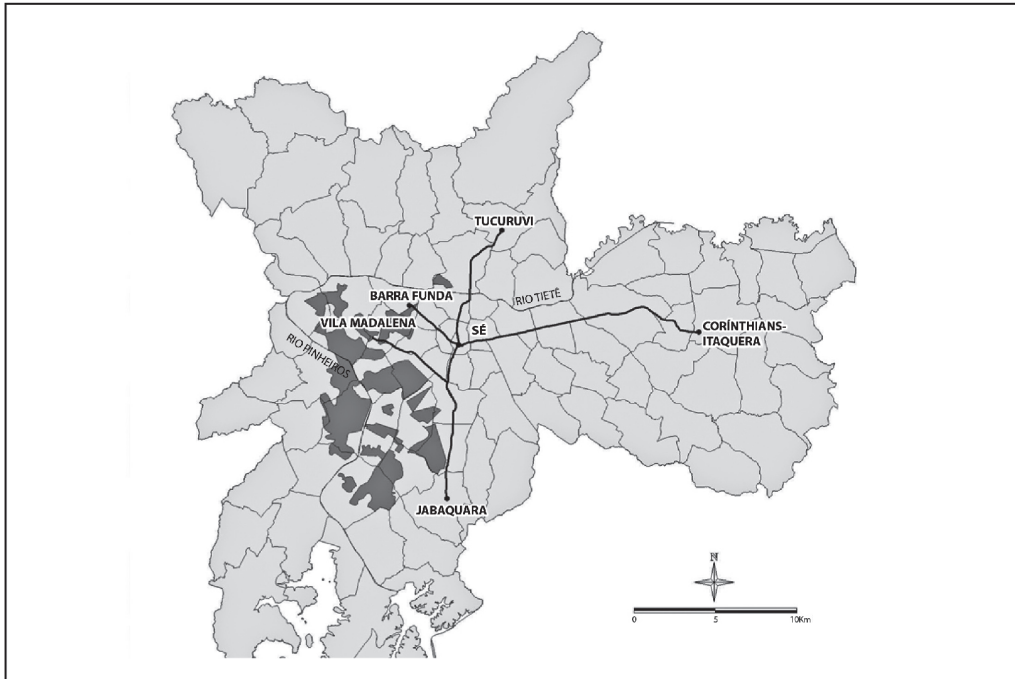 TUCURUVI
BARRA FUNDA
RIO TIETÊ
VILA MADALENA
SÉ
CORÍNTHIANS-
ITAQUERA
RIO PINHEIROS
JABAQUARA
N
0 5 10Km